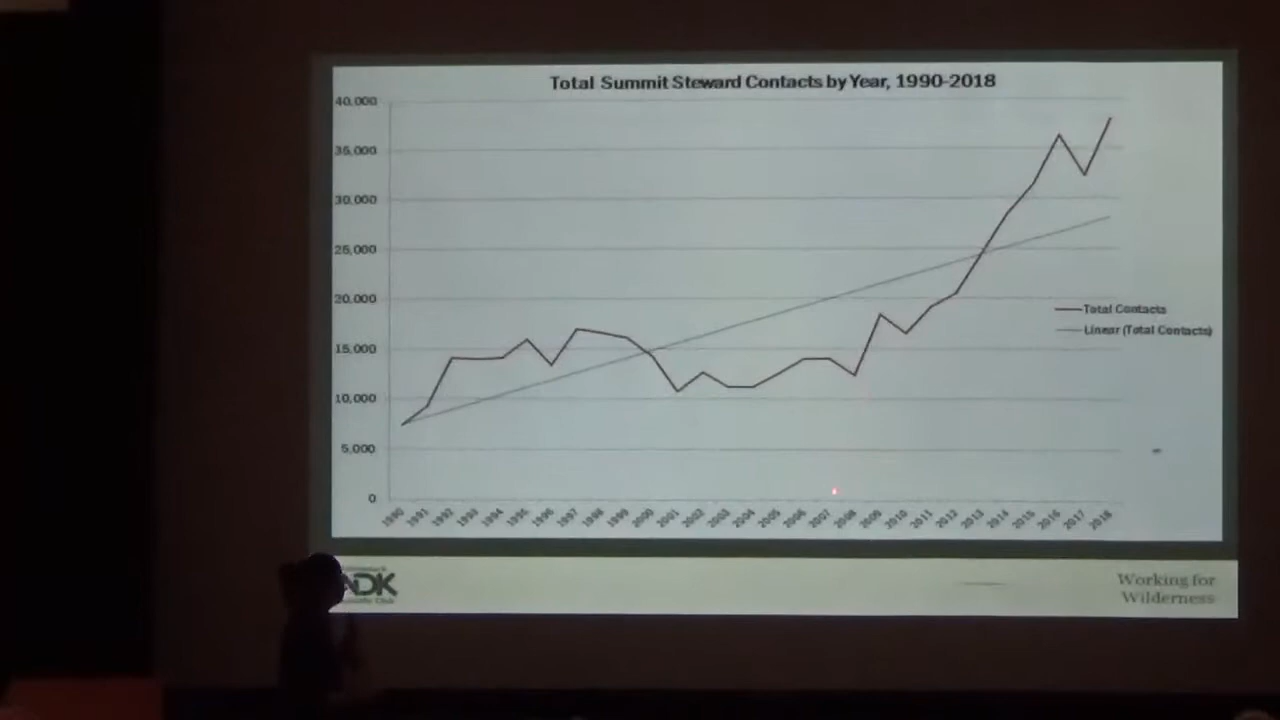 Total Summit Steward Contacts by Year, 1990-2018
40,000
35,000
30,000
25,000
20,000
15,000
10,000
5,000
0
Total Contacts
Linear (Total Contacts)
1990 1991 1992 1993 1994 1995 1996 1997 1998 1999 2000 2001 2002 2003 2004 2005 2006 2007 2008 2009 2010 2011 2012 2013 2014 2015 2016 2017 2018
ADK
Working for
Wilderness